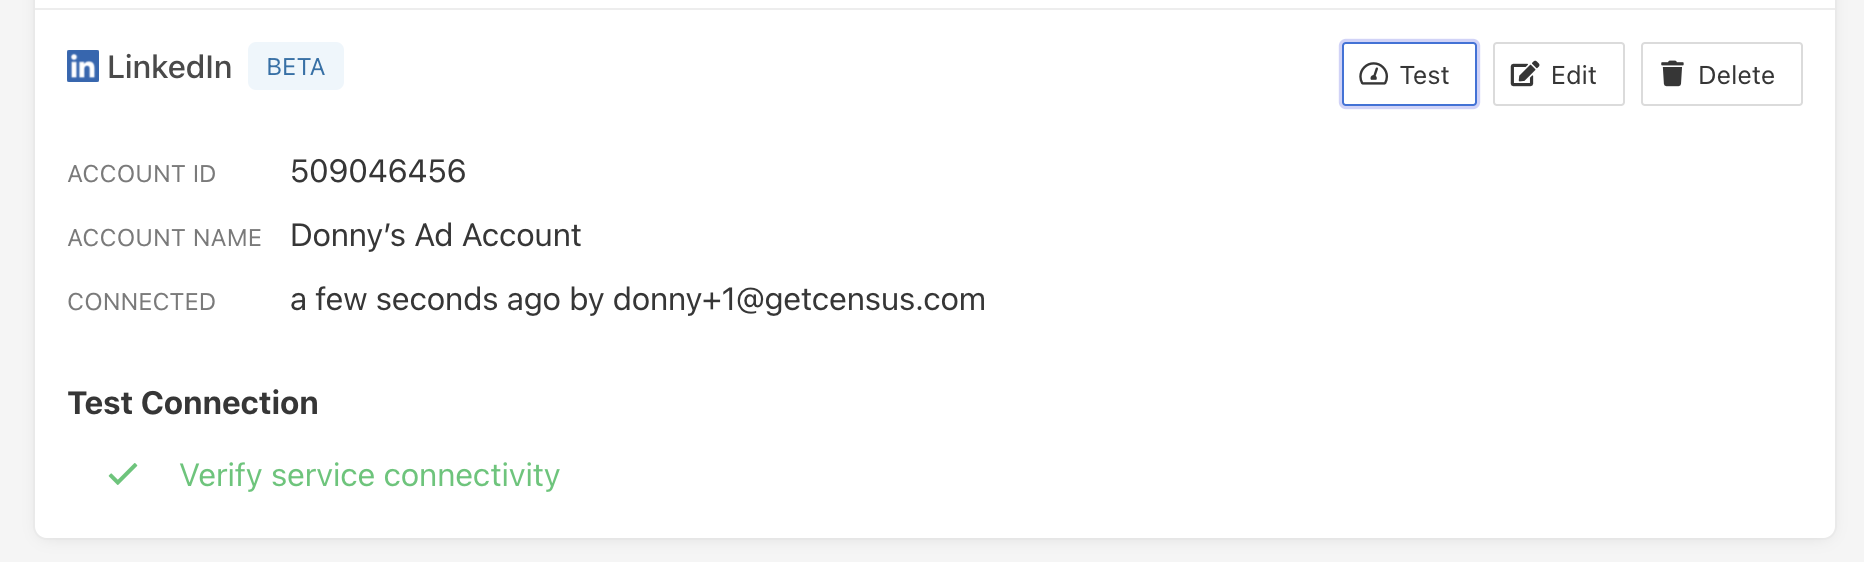 in LinkedIn BETA Test Edit Delete
ACCOUNT ID 509046456
ACCOUNT NAME Donny’s Ad Account
CONNECTED a few seconds ago by donny+1@getcensus.com
Test Connection
Verify service connectivity